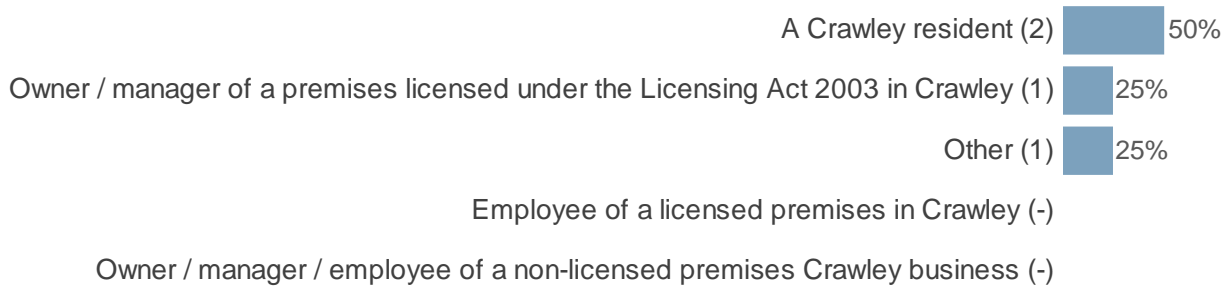 A Crawley resident (2) 50%
Owner / manager of a premises licensed under the Licensing Act 2003 in Crawley (1) 25%
Other (1) 25%
Employee of a licensed premises in Crawley (-)
Owner / manager / employee of a non-licensed premises Crawley business (-)